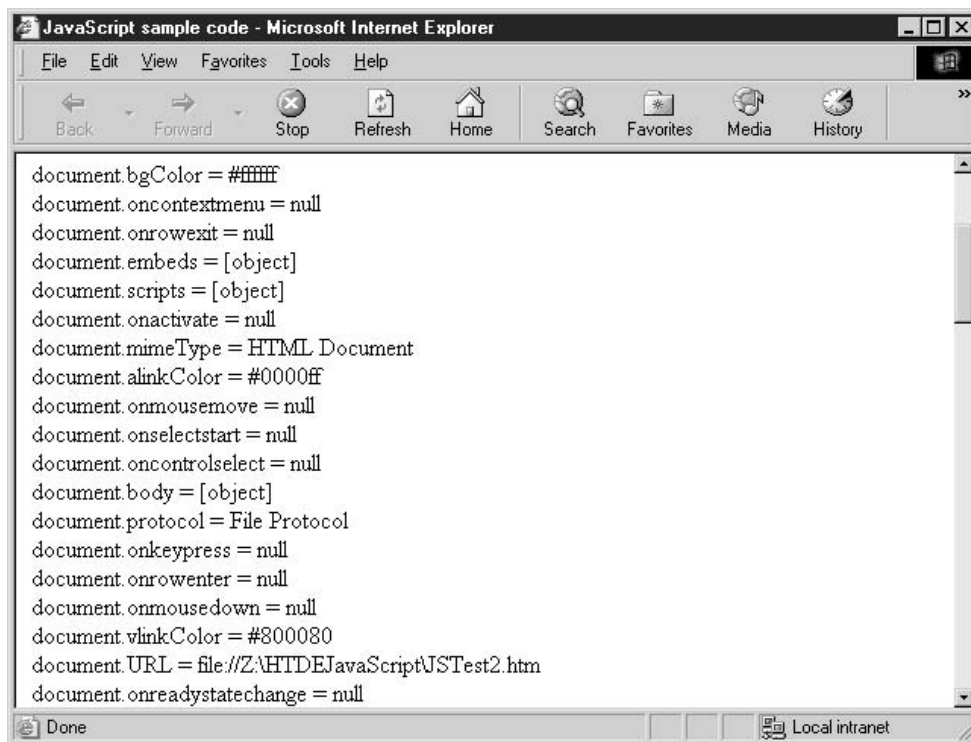 JavaScript sample code - Microsoft Internet Explorer
File Edit View Favorites Tools Help
»
Back Forward Stop Refresh Home Search Favorites Media History
document.bgColor = #ffffff
document.oncontextmenu = null
document.onrowexit = null
document.embeds = [object]
document.scripts = [object]
document.onactivate = null
document.mimeType = HTML Document
document.alinkColor = #0000ff
document.onmousemove = null
document.onselectstart = null
document.oncontrolselect = null
document.body = [object]
document.protocol = File Protocol
document.onkeypress = null
document.onrowenter = null
document.onmousedown = null
document.vlinkColor = #800080
document.URL = file://Z:\HTDEJavaScript\JSTest2.htm
document.onreadystatechange = null
Done Local intranet